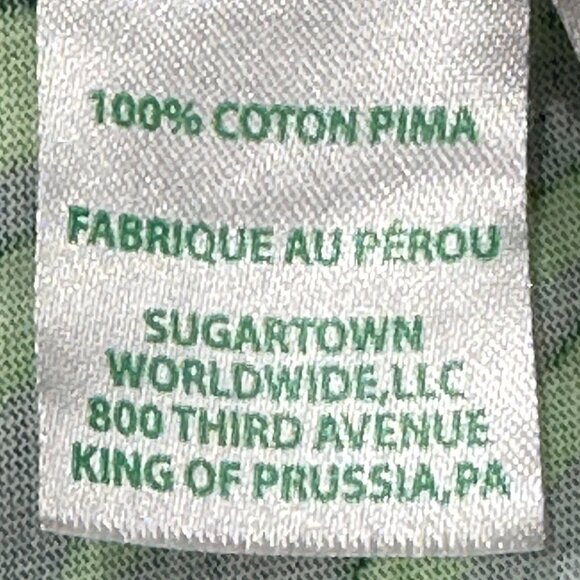 100% COTON PIMA
FABRIQUE AU PÉROU
SUGARTOWN
WORLDWIDE,LLC
800 THIRD AVENUE
KING OF PRUSSIA,PA